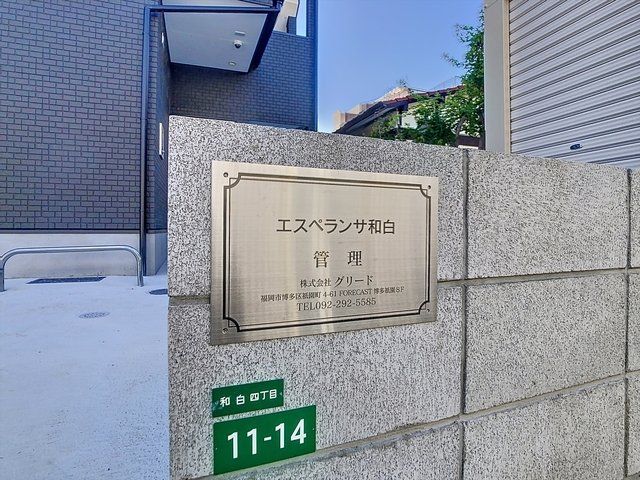 エスペランサ和白
管理
株式会社 グリード
福岡市博多区祇園町 4-61 FORECAST 博多祇園 8F
TEL092-292-5585
和白四丁目
11-14